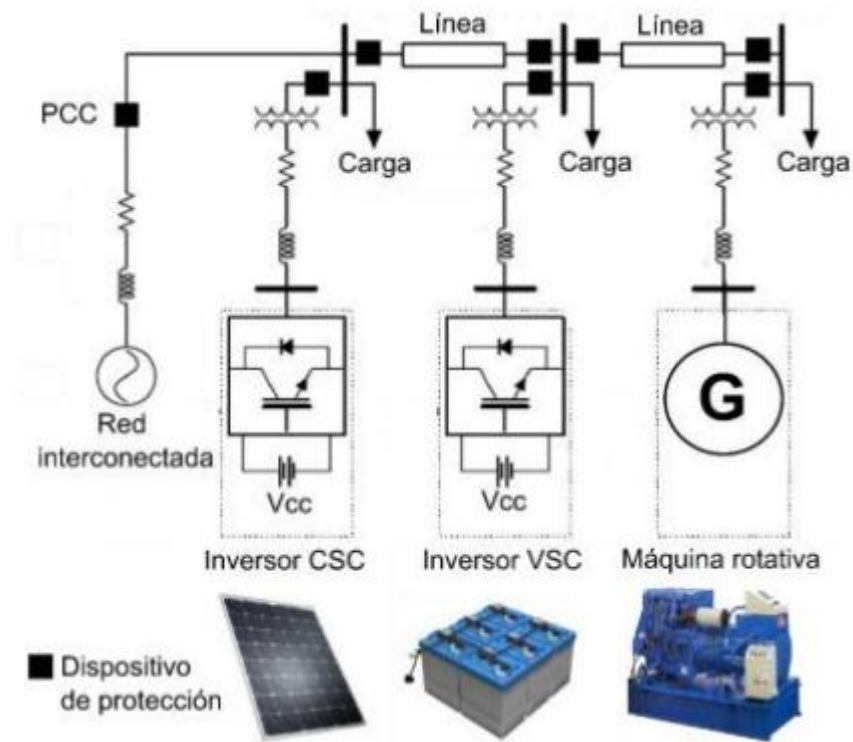 Línea
Línea
PCC
Carga
Carga
Carga
Red
interconectada
Vcc
Vcc
G
Inversor CSC
Inversor VSC
Máquina rotativa
Dispositivo
de protección